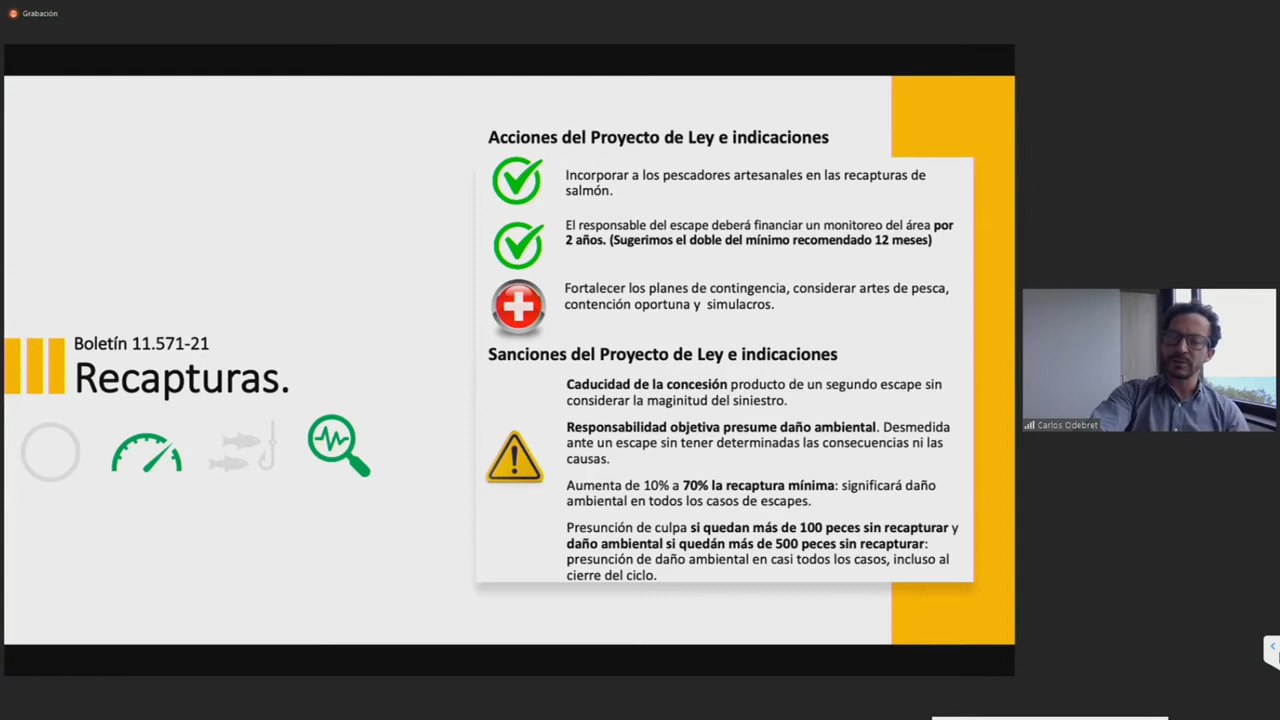 Grabación
Acciones del Proyecto de Ley e indicaciones
Incorporar a los pescadores artesanales en las recapturas de
salmón.
El responsable del escape deberá financiar un monitoreo del área por
2 años. (Sugerimos el doble del mínimo recomendado 12 meses)
Fortalecer los planes de contingencia, considerar artes de pesca,
contención oportuna y simulacros.
Boletín 11.571-21
Recapturas.
Sanciones del Proyecto de Ley e indicaciones
Caducidad de la concesión producto de un segundo escape sin
considerar la maginitud del siniestro.
Responsabilidad objetiva presume daño ambiental. Desmedida
ante un escape sin tener determinadas las consecuencias ni las
causas.
Aumenta de 10% a 70% la recaptura mínima: significará daño
ambiental en todos los casos de escapes.
Presunción de culpa si quedan más de 100 peces sin recapturar y
daño ambiental si quedán más de 500 peces sin recapturar:
presunción de daño ambiental en casi todos los casos, incluso al
cierre del ciclo.
Carlos Odebret